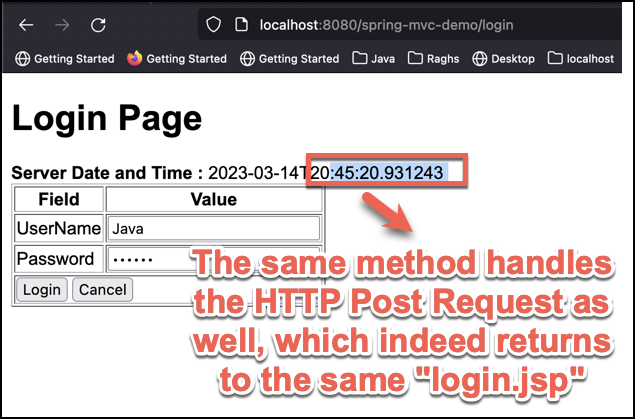 localhost:8080/spring-mvc-demo/login
Getting Started Getting Started Getting Started Java Raghs Desktop localhost
Login Page
Server Date and Time : 2023-03-14T20:45:20.931243
Field Value
UserName Java
Password ••••••
Login Cancel
The same method handles
the HTTP Post Request as
well, which indeed returns
to the same "login.jsp"